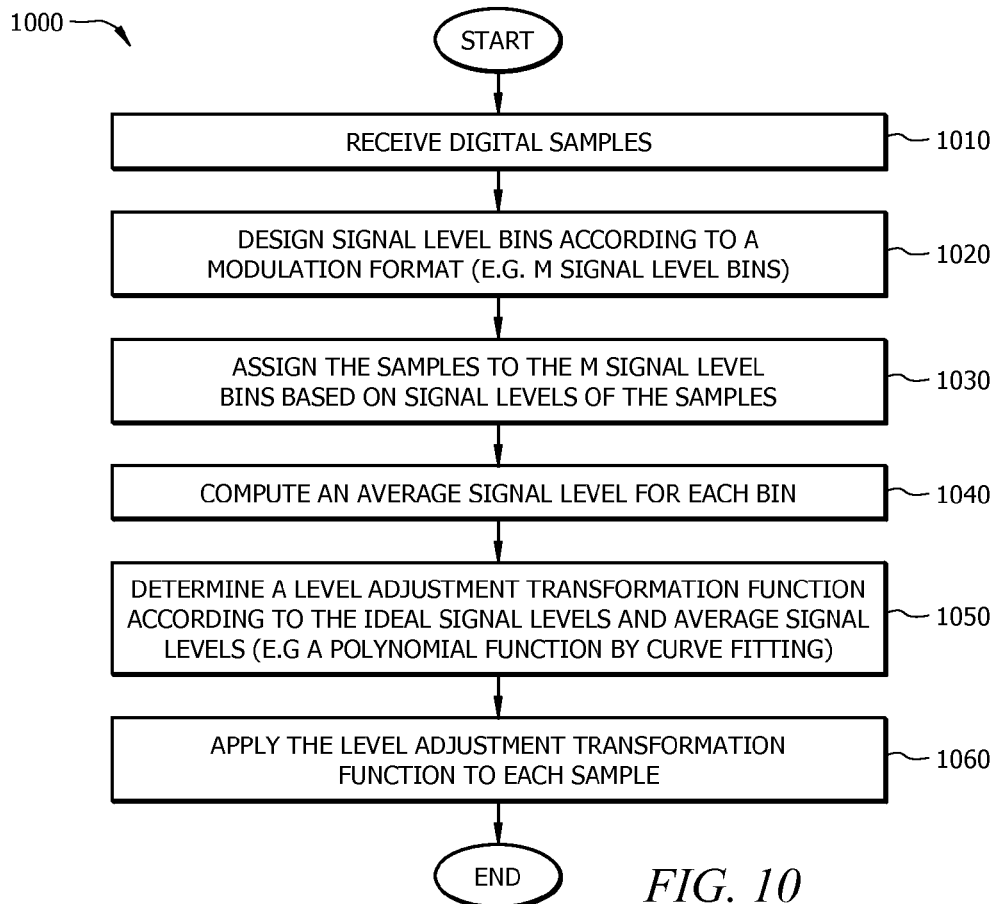 1000
START
RECEIVE DIGITAL SAMPLES
1010
DESIGN SIGNAL LEVEL BINS ACCORDING TO A
MODULATION FORMAT (E.G. M SIGNAL LEVEL BINS)
1020
ASSIGN THE SAMPLES TO THE M SIGNAL LEVEL
BINS BASED ON SIGNAL LEVELS OF THE SAMPLES
1030
COMPUTE AN AVERAGE SIGNAL LEVEL FOR EACH BIN
1040
DETERMINE A LEVEL ADJUSTMENT TRANSFORMATION FUNCTION
ACCORDING TO THE IDEAL SIGNAL LEVELS AND AVERAGE SIGNAL
LEVELS (E.G A POLYNOMIAL FUNCTION BY CURVE FITTING)
1050
APPLY THE LEVEL ADJUSTMENT TRANSFORMATION
FUNCTION TO EACH SAMPLE
1060
END
FIG. 10